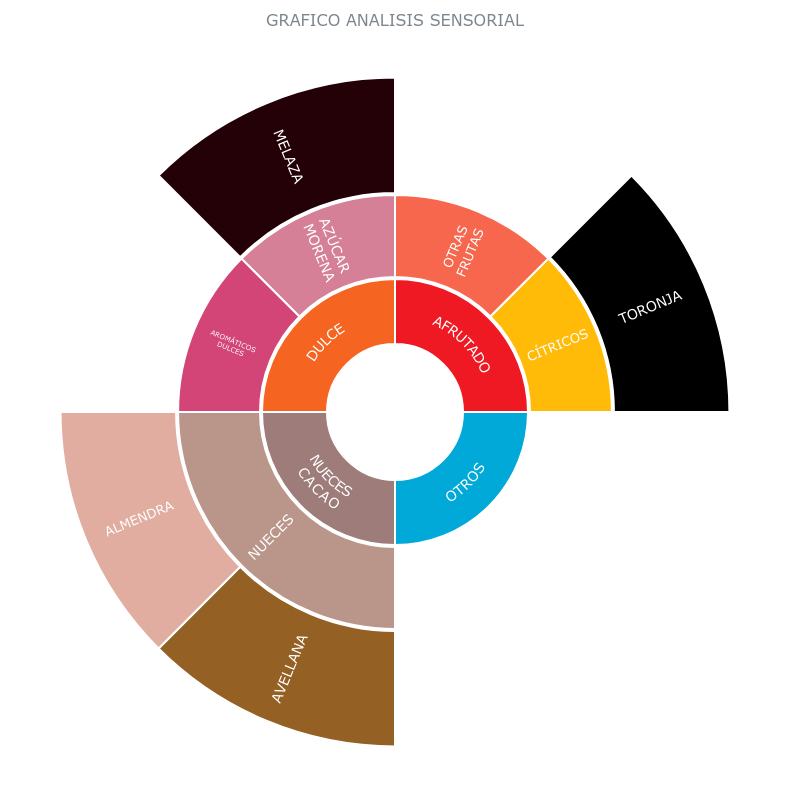 GRAFICO ANALISIS SENSORIAL
MELAZA
AZÚCAR
MORENA
OTRAS
FRUTAS
TORONJA
AROMÁTICOS
DULCES
DULCE
AFRUTADO
CÍTRICOS
NUECES
CACAO
OTROS
ALMENDRA
NUECES
AVELLANA